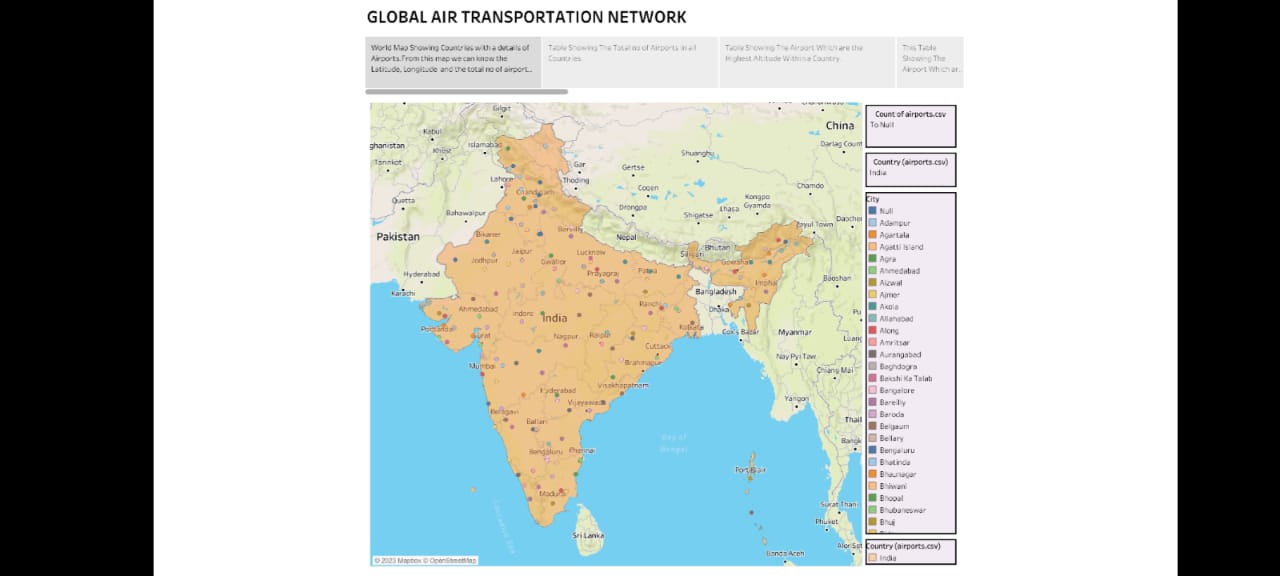 GLOBAL AIR TRANSPORTATION NETWORK
World Map Showing Countries with a details of
Airports.From this map we can know the
Latitude, Longitude and the total no of airport...
Table Showing The Total no of Airports in all
Countries.
Table Showing The Airport Which are the
Highest Altitude Within a Country.
This Table
Showing The
Airport Which ar..
Gilgit
Kabul
Islamabad
ghanistan
Khost
Tarinkot
Lahore
Gar
Thoding
Gertse
Shuanghu
China
Darlag Count
Quetta
Chandigarh
Coqen
Chamdo
Bahawalpur
Drongpa
Shigatse
Lhasa
Kongpo
Gyamda
Zayul Town
Daocher
Pakistan
Bikaner
Bareilly
Nepal
Jaipur
Lucknow
Bhutan
Siliguri
Jodhpur
Gwalior
Guwahati
Hyderabad
Prayagraj
Patna
Imphal
Baoshan
Karachi
Bangladesh
Ahmedabad
Indore
India
Ranchi
Dhaka
Porbandar
Surat
Nagpur
Raipur
Kolkata
Cox's Bazar
Myanmar
Cuttack
Mumbai
Brahmapur
Nay Pyi Taw
Chiang Mai
Hyderabad
Visakhapatnam
Yangon
Vijayawada
Belagavi
Ballari
Thail
Bay of
Bengal
Bangk
Bengaluru
Chennai
Port Blair
Madurai
Laccadive Sea
Surat Thani
Sri Lanka
Phuket
Banda Aceh
Alor Set
© 2023 Mapbox © OpenStreetMap
Count of airports.csv
To Null
Country (airports.csv)
India
City
Null
Adampur
Agartala
Agatti Island
Agra
Ahmedabad
Aizwal
Ajmer
Akola
Allahabad
Along
Amritsar
Aurangabad
Baghdogra
Bakshi Ka Talab
Bangalore
Bareilly
Baroda
Belgaum
Bellary
Bengaluru
Bhatinda
Bhaunagar
Bhiwani
Bhopal
Bhubaneswar
Bhuj
Country (airports.csv)
India